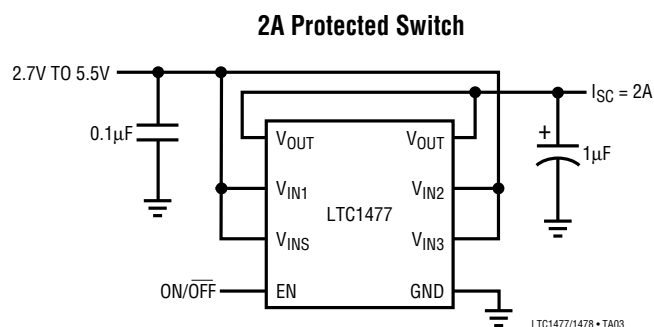 2A Protected Switch
2.7V TO 5.5V
I_SC = 2A
0.1µF
V_OUT V_OUT
+
1µF
V_IN1 V_IN2
LTC1477
V_INS V_IN3
ON/O̅F̅F̅ EN GND
LTC1477/1478 • TA03